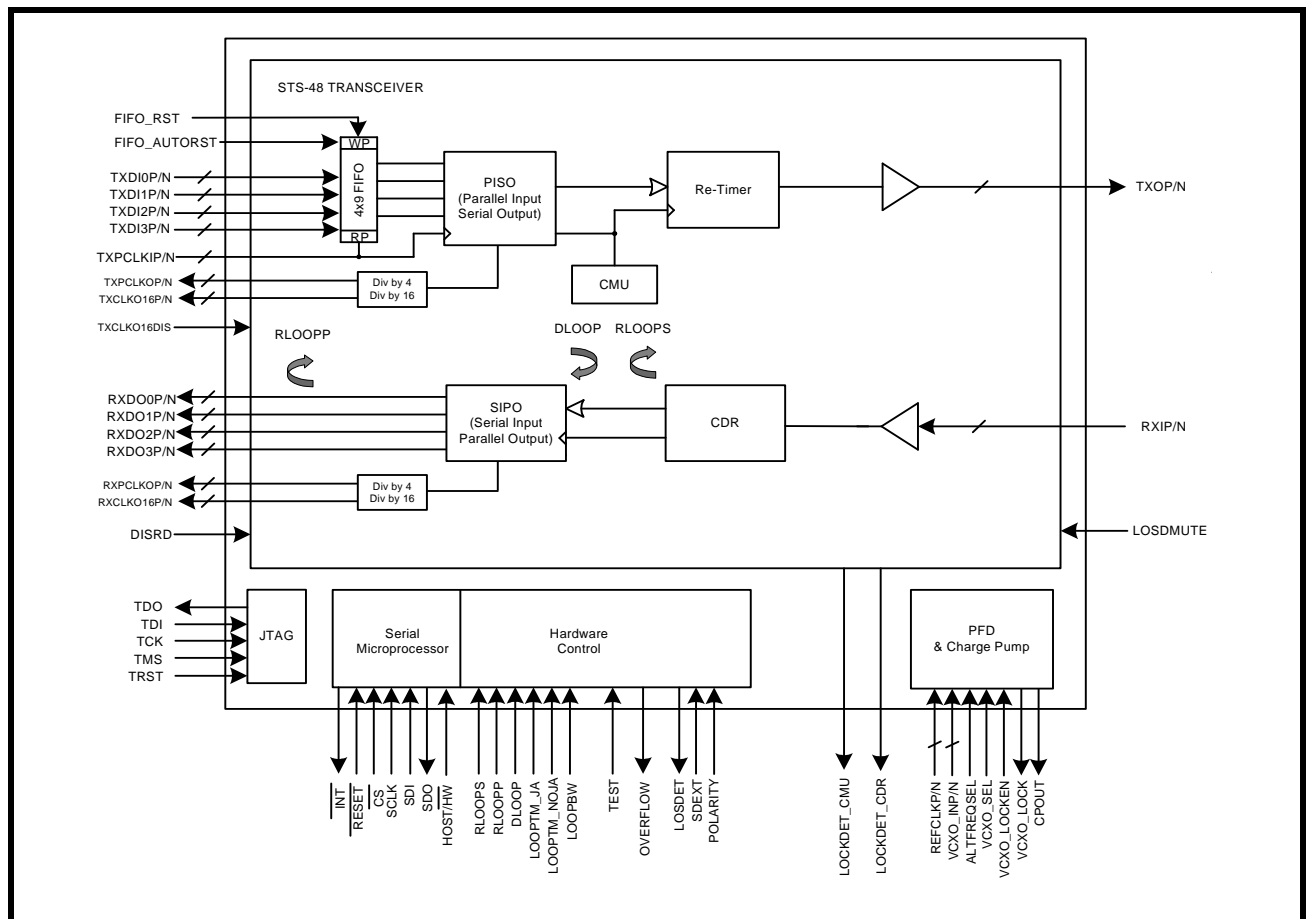 STS-48 TRANSCEIVER
FIFO_RST
FIFO_AUTORST
WP
4x9 FIFO
RP
TXDI0P/N
TXDI1P/N
TXDI2P/N
TXDI3P/N
TXPCLKIP/N
TXPCLKOP/N
TXCLKO16P/N
Div by 4
Div by 16
PISO
(Parallel Input
Serial Output)
Re-Timer
CMU
TXOP/N
TXCLKO16DIS
RLOOPP
DLOOP
RLOOPS
RXDO0P/N
RXDO1P/N
RXDO2P/N
RXDO3P/N
SIPO
(Serial Input
Parallel Output)
CDR
RXIP/N
RXPCLKOP/N
RXCLKO16P/N
Div by 4
Div by 16
DISRD
LOSDMUTE
TDO
TDI
TCK
TMS
TRST
JTAG
Serial
Microprocessor
Hardware
Control
PFD
& Charge Pump
INT
RESET
CS
SCLK
SDI
SDO
HOST/HW
RLOOPS
RLOOPP
DLOOP
LOOPTM_JA
LOOPTM_NOJA
LOOPBW
TEST
OVERFLOW
LOSDET
SDEXT
POLARITY
LOCKDET_CMU
LOCKDET_CDR
REFCLKP/N
VCXO_INP/N
ALTFREQSEL
VCXO_SEL
VCXO_LOCKEN
VCXO_LOCK
CPOUT